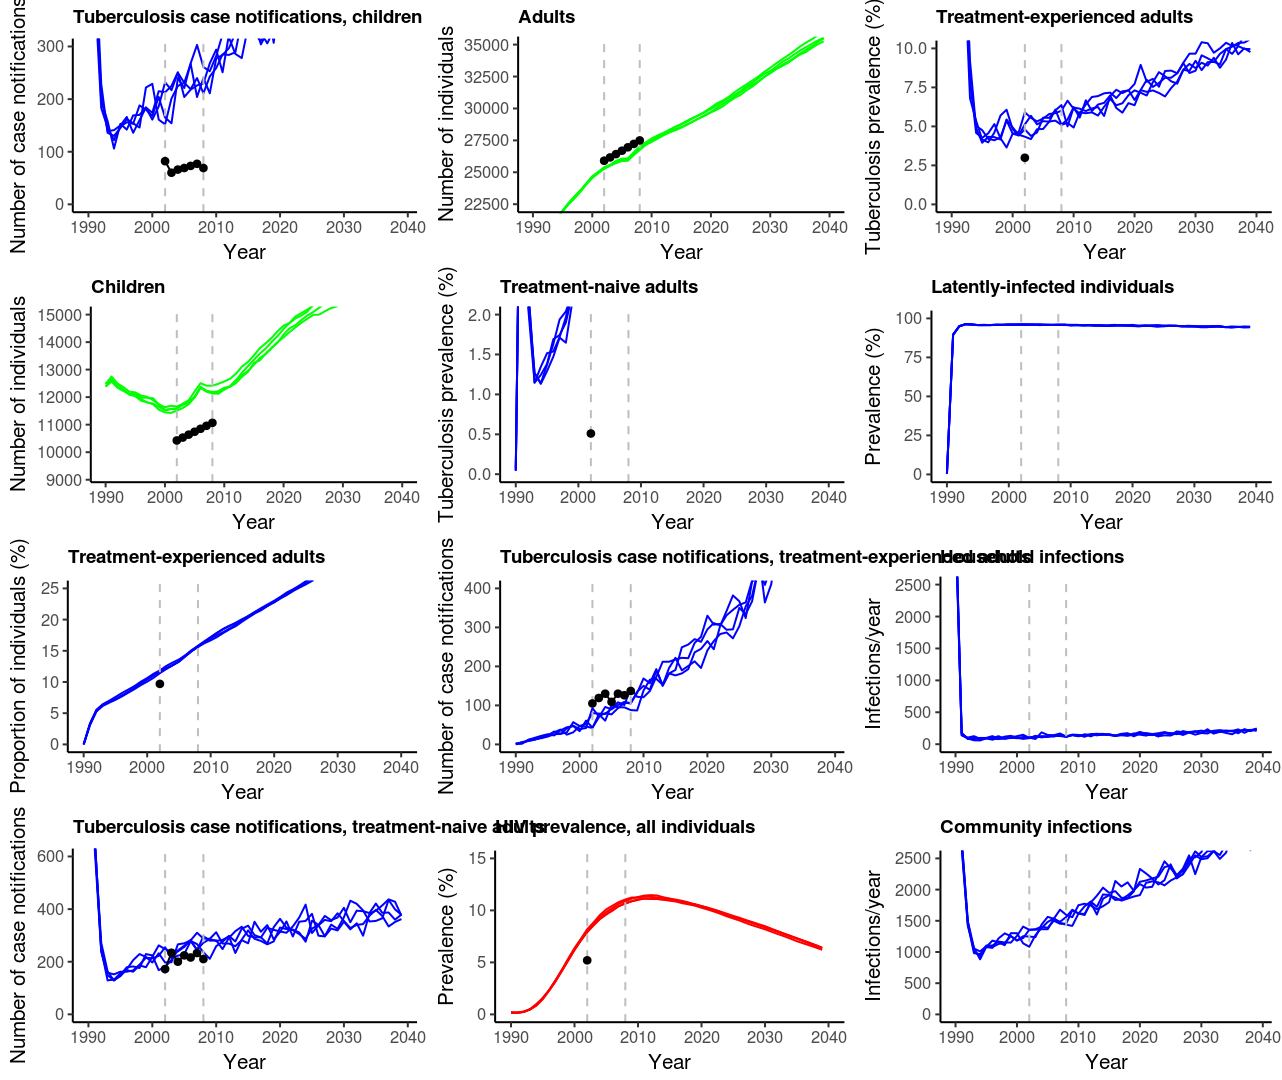 Tuberculosis case notifications, children
Number of case notifications
300
200
100
0
1990 2000 2010 2020 2030 2040
Year
Adults
Number of individuals
35000
32500
30000
27500
25000
22500
1990 2000 2010 2020 2030 2040
Year
Treatment-experienced adults
Tuberculosis prevalence (%)
10.0
7.5
5.0
2.5
0.0
1990 2000 2010 2020 2030 2040
Year
Children
Number of individuals
15000
14000
13000
12000
11000
10000
9000
1990 2000 2010 2020 2030 2040
Year
Treatment-naive adults
Tuberculosis prevalence (%)
2.0
1.5
1.0
0.5
0.0
1990 2000 2010 2020 2030 2040
Year
Latently-infected individuals
Prevalence (%)
100
75
50
25
0
1990 2000 2010 2020 2030 2040
Year
Treatment-experienced adults
Proportion of individuals (%)
25
20
15
10
5
0
1990 2000 2010 2020 2030 2040
Year
Tuberculosis case notifications, treatment-experienced adults
Number of case notifications
400
300
200
100
0
1990 2000 2010 2020 2030 2040
Year
Household infections
Infections/year
2500
2000
1500
1000
500
0
1990 2000 2010 2020 2030 2040
Year
Tuberculosis case notifications, treatment-naive adults
Number of case notifications
600
400
200
0
1990 2000 2010 2020 2030 2040
Year
HIV prevalence, all individuals
Prevalence (%)
15
10
5
0
1990 2000 2010 2020 2030 2040
Year
Community infections
Infections/year
2500
2000
1500
1000
500
0
1990 2000 2010 2020 2030 2040
Year